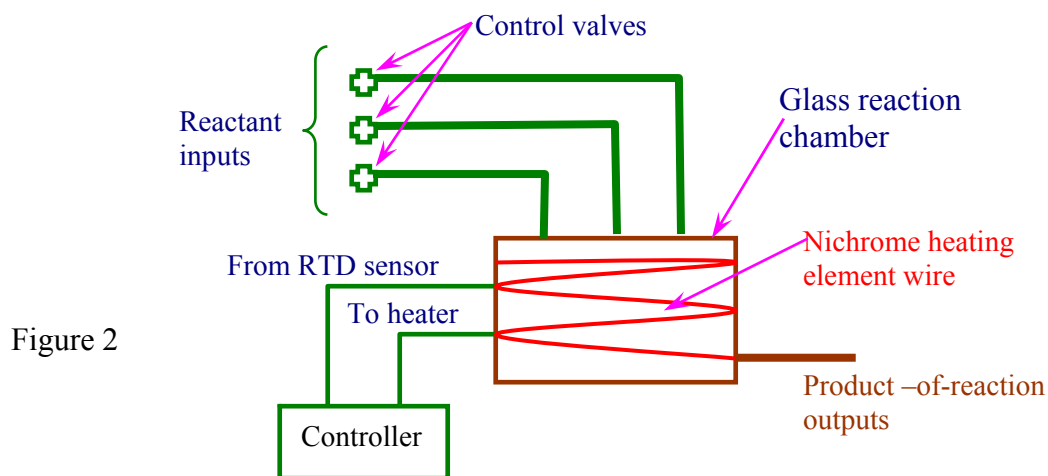 Control valves
Reactant
inputs
Glass reaction
chamber
Nichrome heating
element wire
From RTD sensor
To heater
Figure 2
Product –of-reaction
outputs
Controller